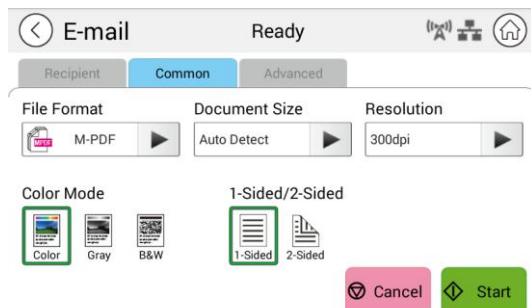 E-mail Ready
Recipient Common Advanced
File Format Document Size Resolution
MPDF M-PDF Auto Detect 300dpi
Color Mode 1-Sided/2-Sided
Color Gray B&W 1-Sided 2-Sided
Cancel Start